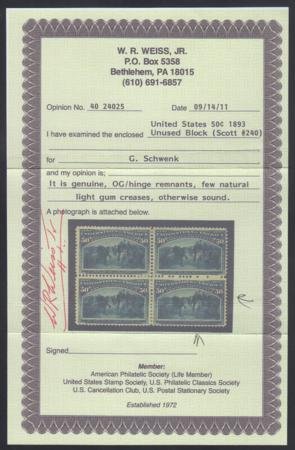 W. R. WEISS, JR.
P.O. Box 5358
Bethlehem, PA 18015
(610) 691-6857
Opinion No. 40 24025 Date 09/14/11
United States 50¢ 1893
I have examined the enclosed Unused Block (Scott #240)
for G. Schwenk
and my opinion is;
It is genuine, OG/hinge remnants, few natural
light gum creases, otherwise sound.
A photograph is attached below.
Signed
Member:
American Philatelic Society (Life Member)
United States Stamp Society, U.S. Philatelic Classics Society
U.S. Cancellation Club, U.S. Postal Stationery Society
Established 1972